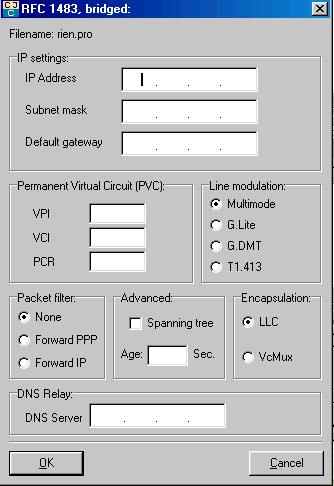 RFC 1483, bridged:
Filename: rien.pro
IP settings:
IP Address
Subnet mask
Default gateway
Permanent Virtual Circuit (PVC):
VPI
VCI
PCR
Line modulation:
Multimode
G.Lite
G.DMT
T1.413
Packet filter:
None
Forward PPP
Forward IP
Advanced:
Spanning tree
Age: Sec.
Encapsulation:
LLC
VcMux
DNS Relay:
DNS Server
OK Cancel